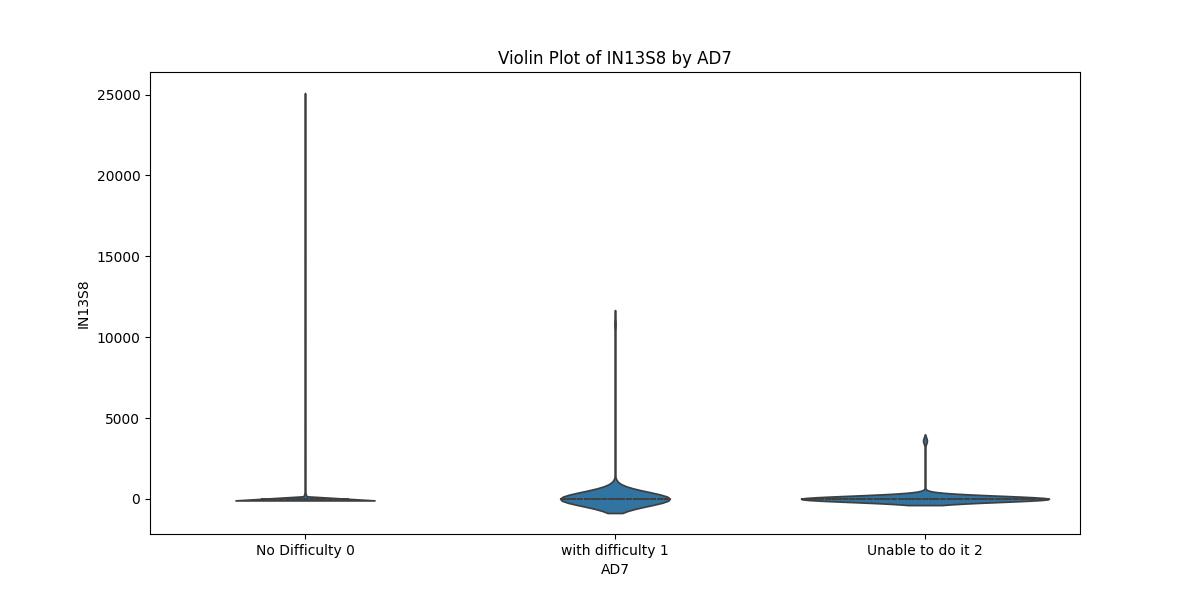 Violin Plot of IN13S8 by AD7
25000
20000
15000
10000
5000
0
IN13S8
No Difficulty 0
with difficulty 1
Unable to do it 2
AD7